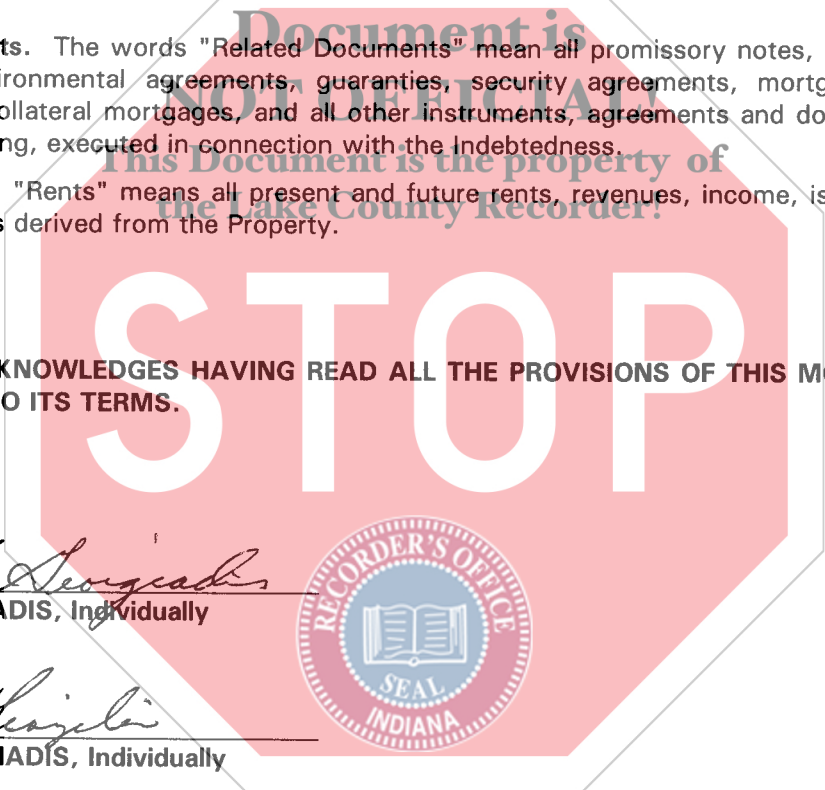 Document is
ts. The words "Related Documents" mean all promissory notes,
ironmental agreements, guaranties, security agreements, mortg
NOT OFFICIAL!
ollateral mortgages, and all other instruments, agreements and do
ng, executed in connection with the Indebtedness.
This Document is the property of
"Rents" means all present and future rents, revenues, income, is
the Lake County Recorder!
s derived from the Property.
STOP
KNOWLEDGES HAVING READ ALL THE PROVISIONS OF THIS M
O ITS TERMS.
Georgiadis
ADIS, Individually
RECORDER'S OFFICE
SEAL
INDIANA
IADIS, Individually